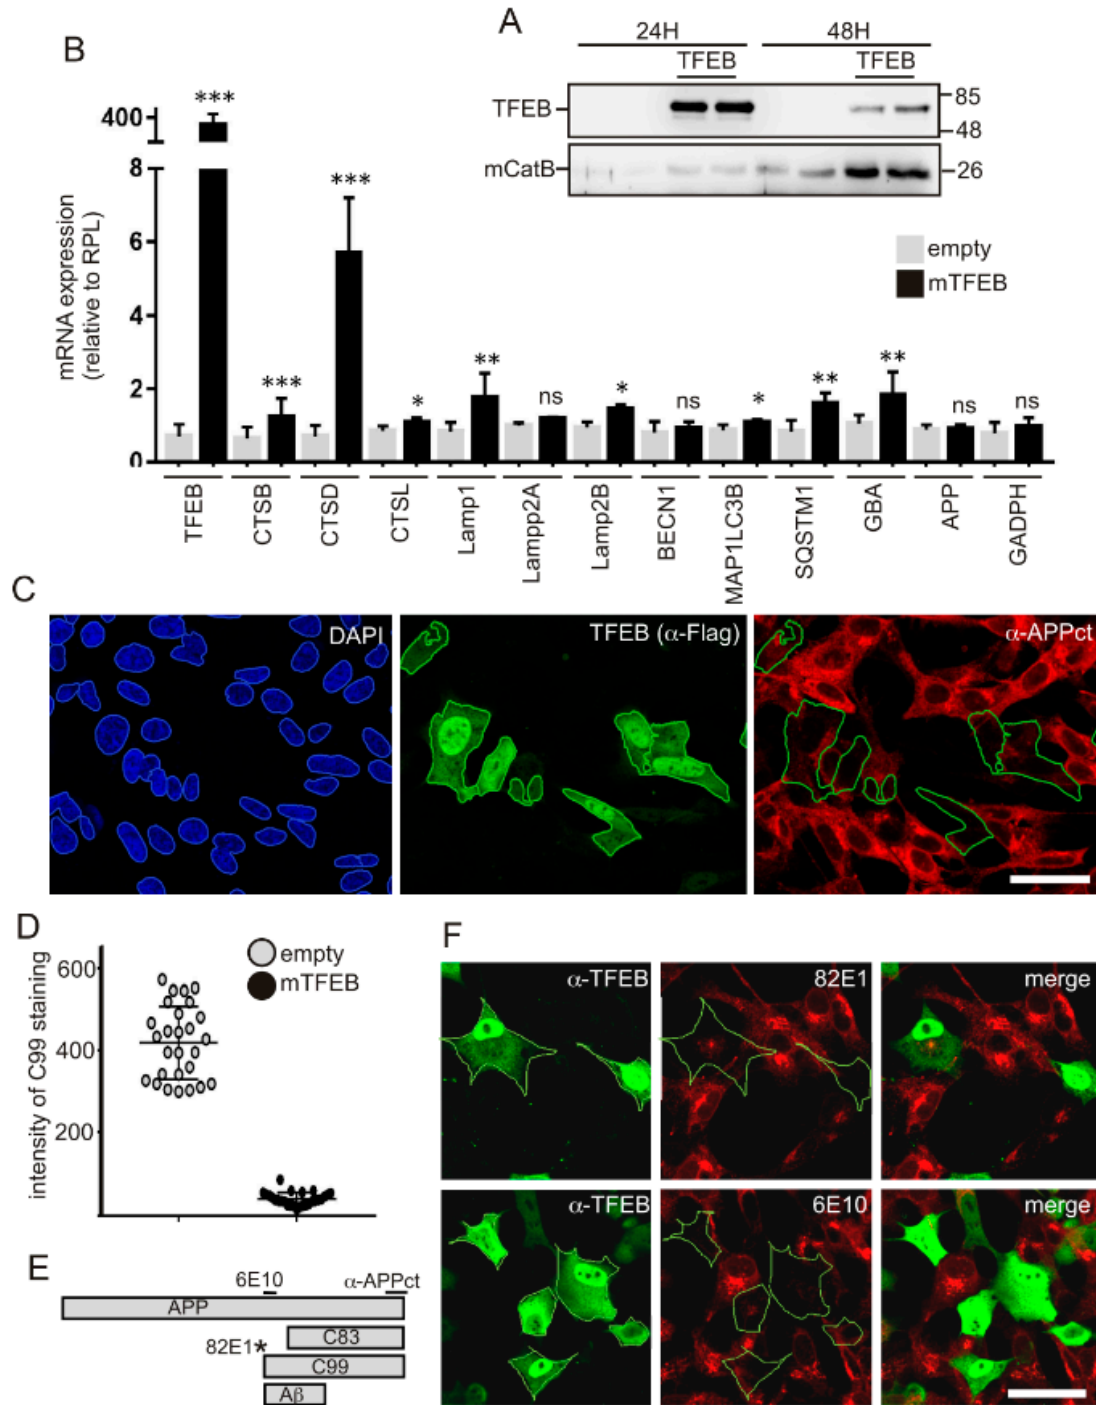 A
24H 48H
TFEB TFEB
TFEB
85
48
mCatB
26
B
mRNA expression
(relative to RPL)
400
8
6
4
2
0
***
***
***
*
**
ns
*
ns
*
**
**
ns
ns
empty
mTFEB
TFEB
CTSB
CTSD
CTSL
Lamp1
Lampp2A
Lamp2B
BECN1
MAP1LC3B
SQSTM1
GBA
APP
GADPH
C
DAPI
TFEB (α-Flag)
α-APPct
D
intensity of C99 staining
600
400
200
empty
mTFEB
E
6E10 α-APPct
APP
C83
82E1*
C99
Aβ
F
α-TFEB 82E1 merge
α-TFEB 6E10 merge